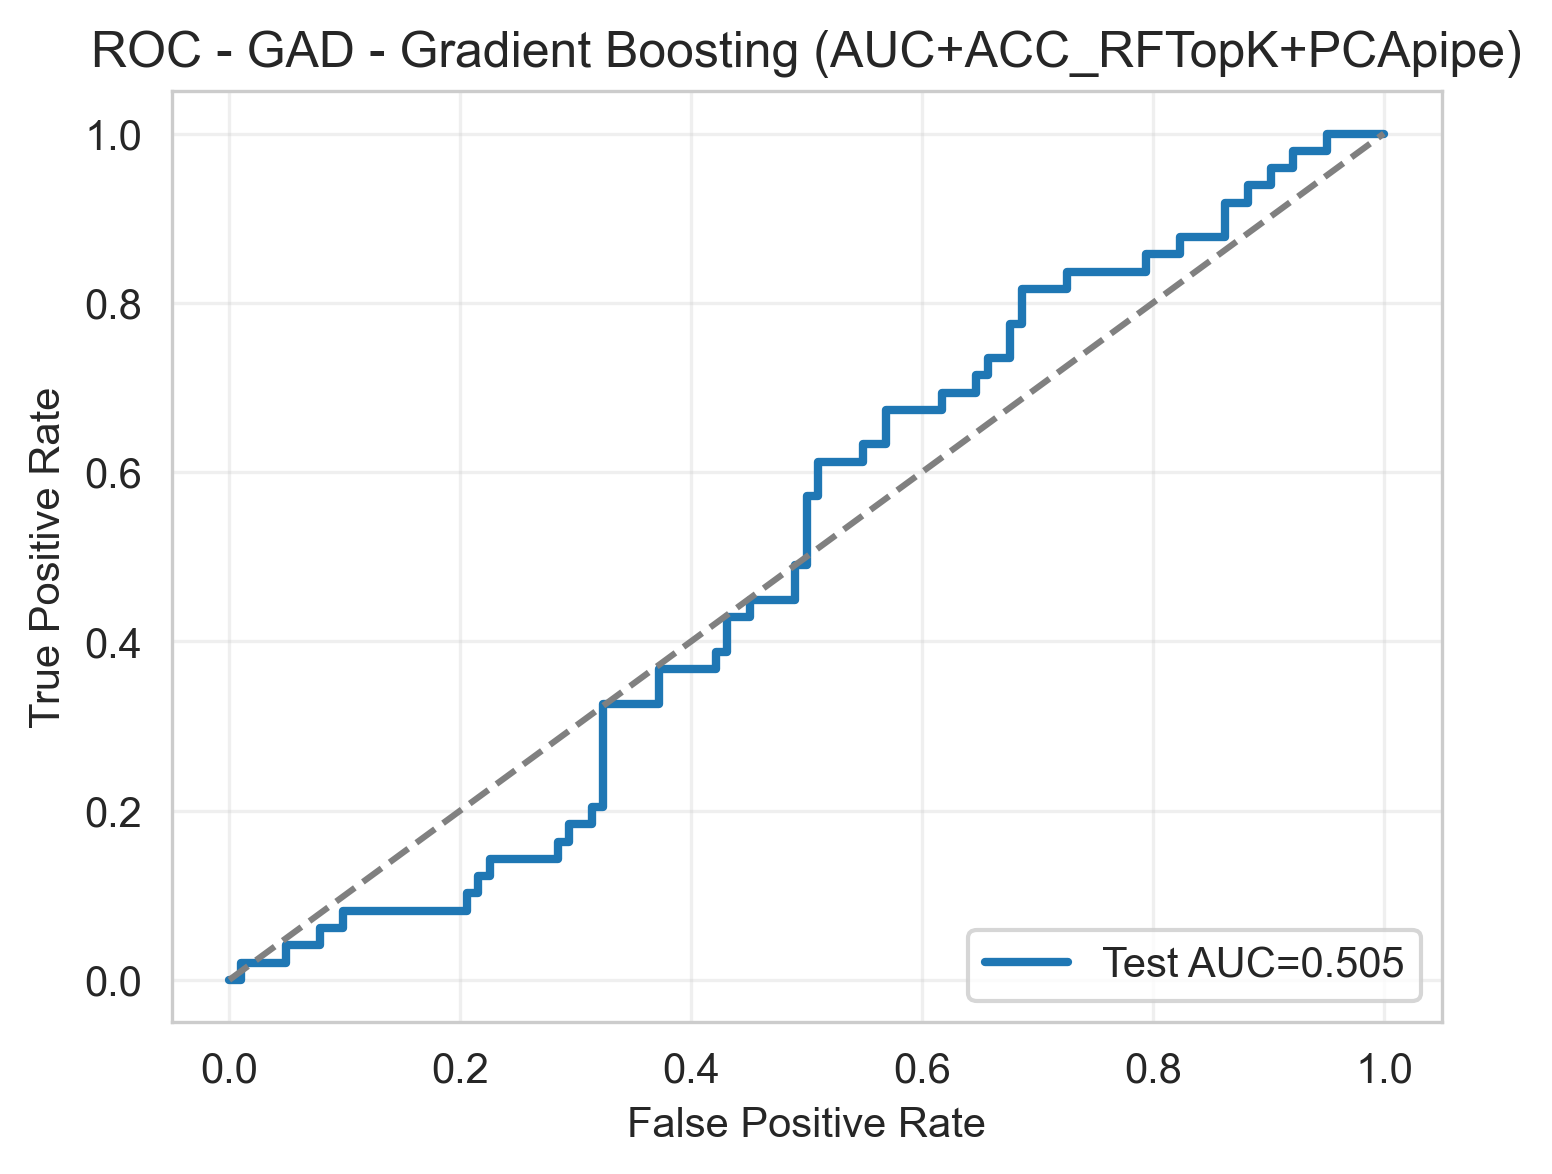 ROC - GAD - Gradient Boosting (AUC+ACC_RFTopK+PCApipe)
1.0
0.8
0.6
0.4
0.2
0.0
True Positive Rate
Test AUC=0.505
0.0 0.2 0.4 0.6 0.8 1.0
False Positive Rate